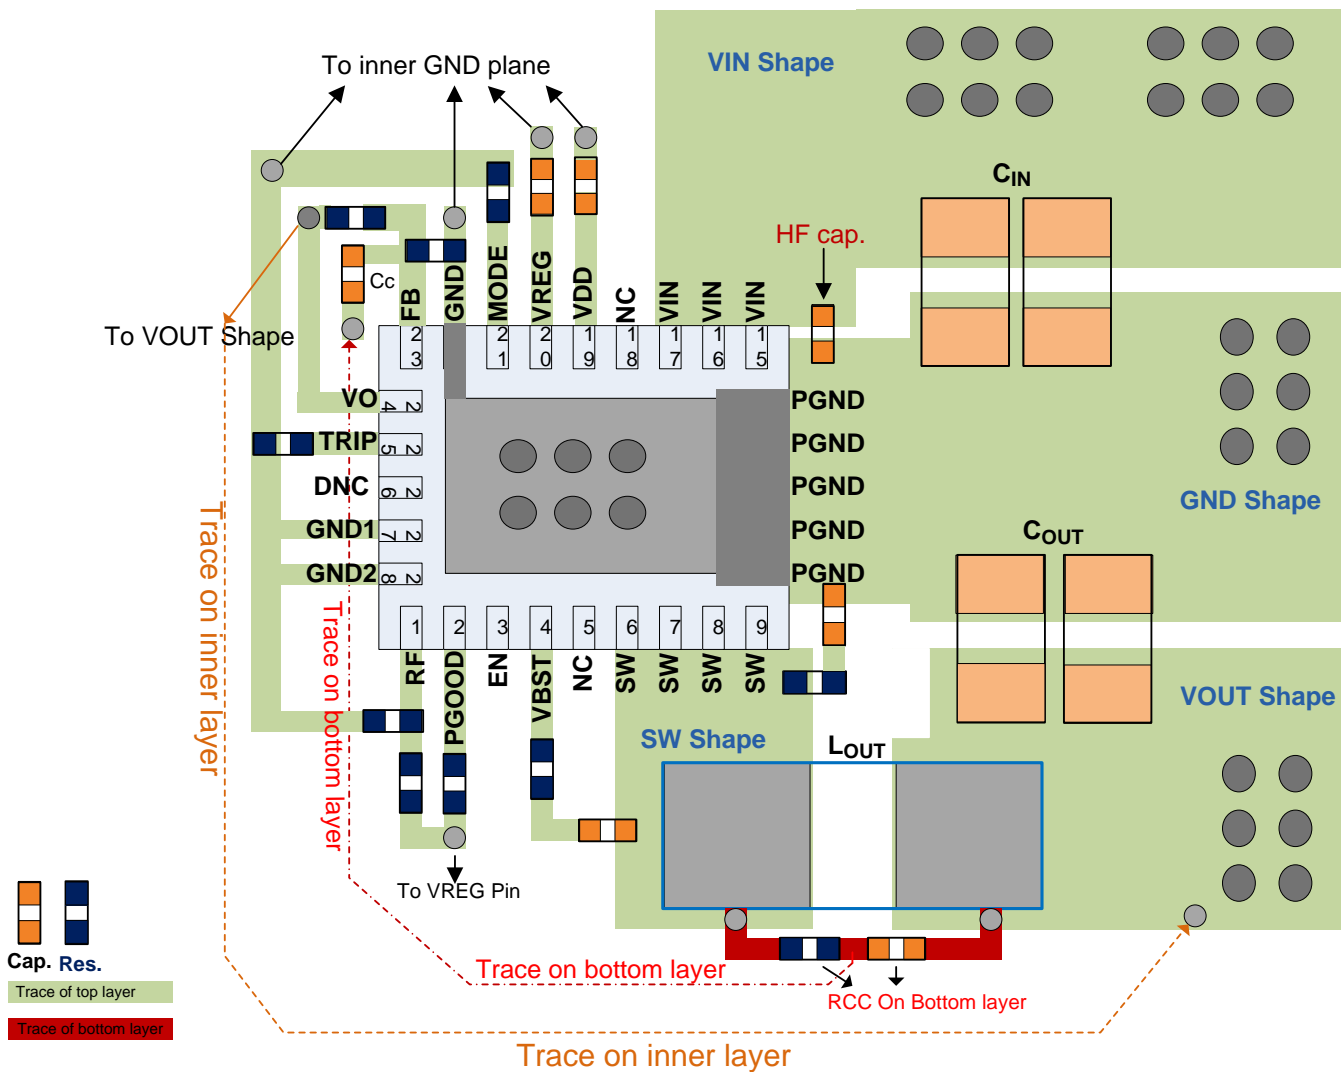 To inner GND plane
VIN Shape
C_IN
HF cap.
Cc
FB
GND
MODE
VREG
VDD
NC
VIN
VIN
VIN
To VOUT Shape
23
21
20
19
18
17
16
15
VO
24
PGND
TRIP
25
PGND
DNC
26
PGND
GND Shape
GND1
27
PGND
C_OUT
GND2
28
PGND
1
2
3
4
5
6
7
8
9
RF
PGOOD
EN
VBST
NC
SW
SW
SW
SW
VOUT Shape
SW Shape
L_OUT
Trace on inner layer
Trace on bottom layer
To VREG Pin
Cap.
Res.
Trace on bottom layer
RCC On Bottom layer
Trace of top layer
Trace of bottom layer
Trace on inner layer